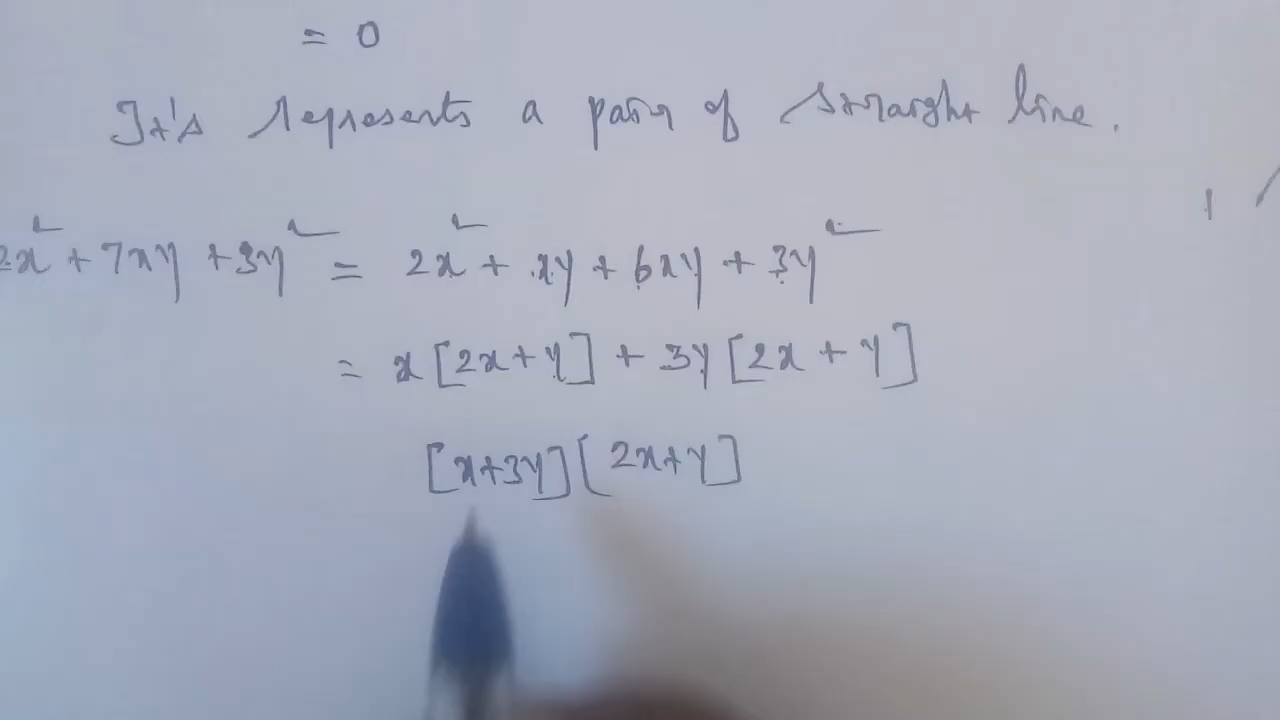 = 0
It's represents a pair of straight line.
2x² + 7xy + 3y² = 2x² + xy + 6xy + 3y²
= x[2x+y] + 3y[2x + y]
[x+3y][2x+y]